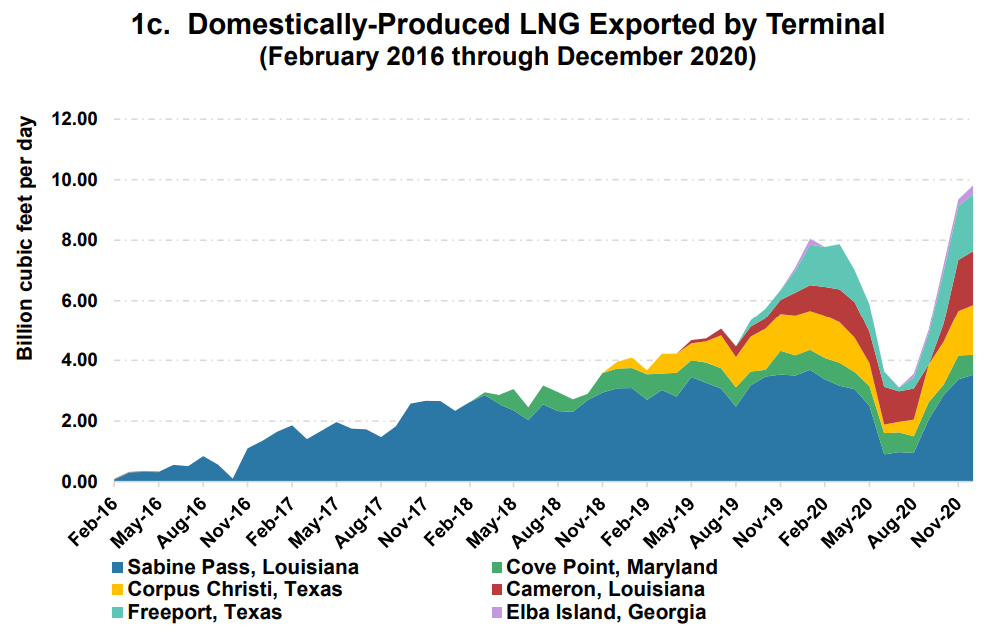 1c.  Domestically-Produced LNG Exported by Terminal
(February 2016 through December 2020)
Billion cubic feet per day
12.00
10.00
8.00
6.00
4.00
2.00
0.00
Feb-16 May-16 Aug-16 Nov-16 Feb-17 May-17 Aug-17 Nov-17 Feb-18 May-18 Aug-18 Nov-18 Feb-19 May-19 Aug-19 Nov-19 Feb-20 May-20 Aug-20 Nov-20
Sabine Pass, Louisiana Cove Point, Maryland
Corpus Christi, Texas Cameron, Louisiana
Freeport, Texas Elba Island, Georgia